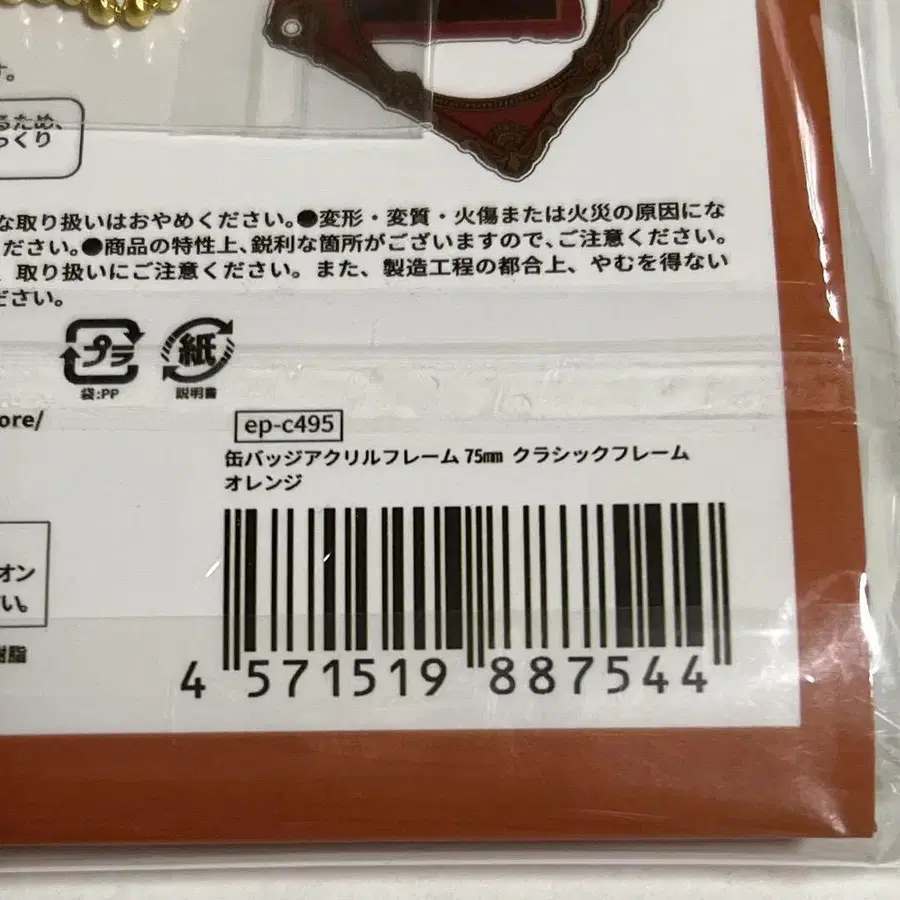 す。
るため、
っくり
な取り扱いはおやめください。●変形・変質・火傷または火災の原因にな
ください。●商品の特性上、鋭利な箇所がございますので、ご注意ください。
、取り扱いにご注意ください。また、製造工程の都合上、やむを得ない
ださい。
プラ
袋:PP
紙
説明書
ore/
ep-c495
缶バッジアクリルフレーム 75mm クラシックフレーム
オレンジ
オン
い。
樹脂
4 571519 887544